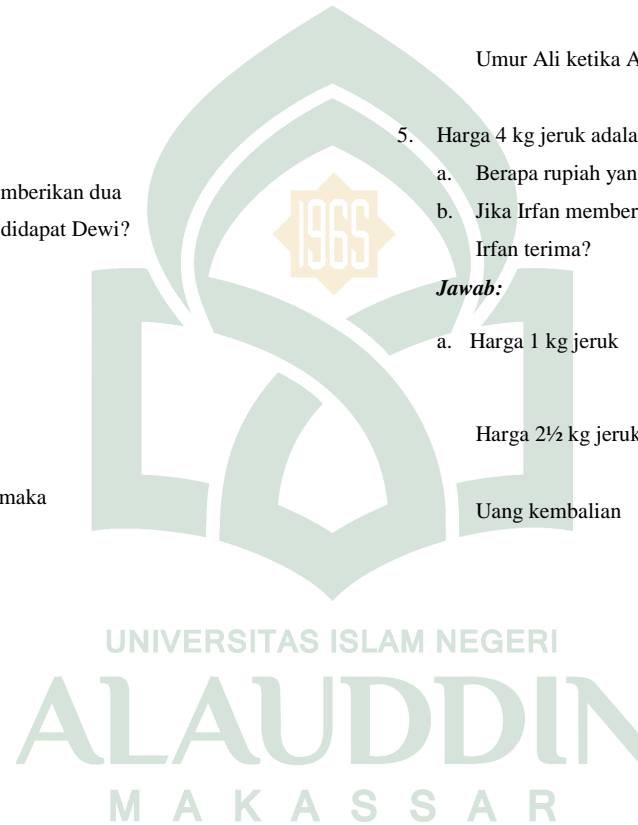 mberikan dua
didapat Dewi?
maka
Umur Ali ketika A
5. Harga 4 kg jeruk adala
a. Berapa rupiah yan
b. Jika Irfan member
Irfan terima?
Jawab:
a. Harga 1 kg jeruk
Harga 2½ kg jeruk
Uang kembalian
1965
UNIVERSITAS ISLAM NEGERI
ALAUDDIN
MAKASSAR